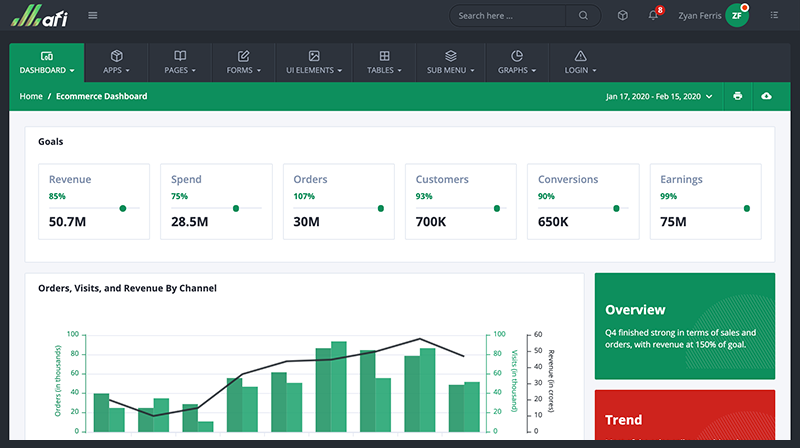 afi
Search here ...
8
Zyan Ferris
ZF
DASHBOARD
APPS
PAGES
FORMS
UI ELEMENTS
TABLES
SUB MENU
GRAPHS
LOGIN
Home / Ecommerce Dashboard
Jan 17, 2020 - Feb 15, 2020
Goals
Revenue
85%
50.7M
Spend
75%
28.5M
Orders
107%
30M
Customers
93%
700K
Conversions
90%
650K
Earnings
99%
75M
Orders, Visits, and Revenue By Channel
Orders (in thousands)
100
80
60
40
20
0
100
80
60
40
20
0
Visits (in thousand)
60
50
40
30
20
10
0
Revenue (in crores)
Overview
Q4 finished strong in terms of sales and
orders, with revenue at 150% of goal.
Trend